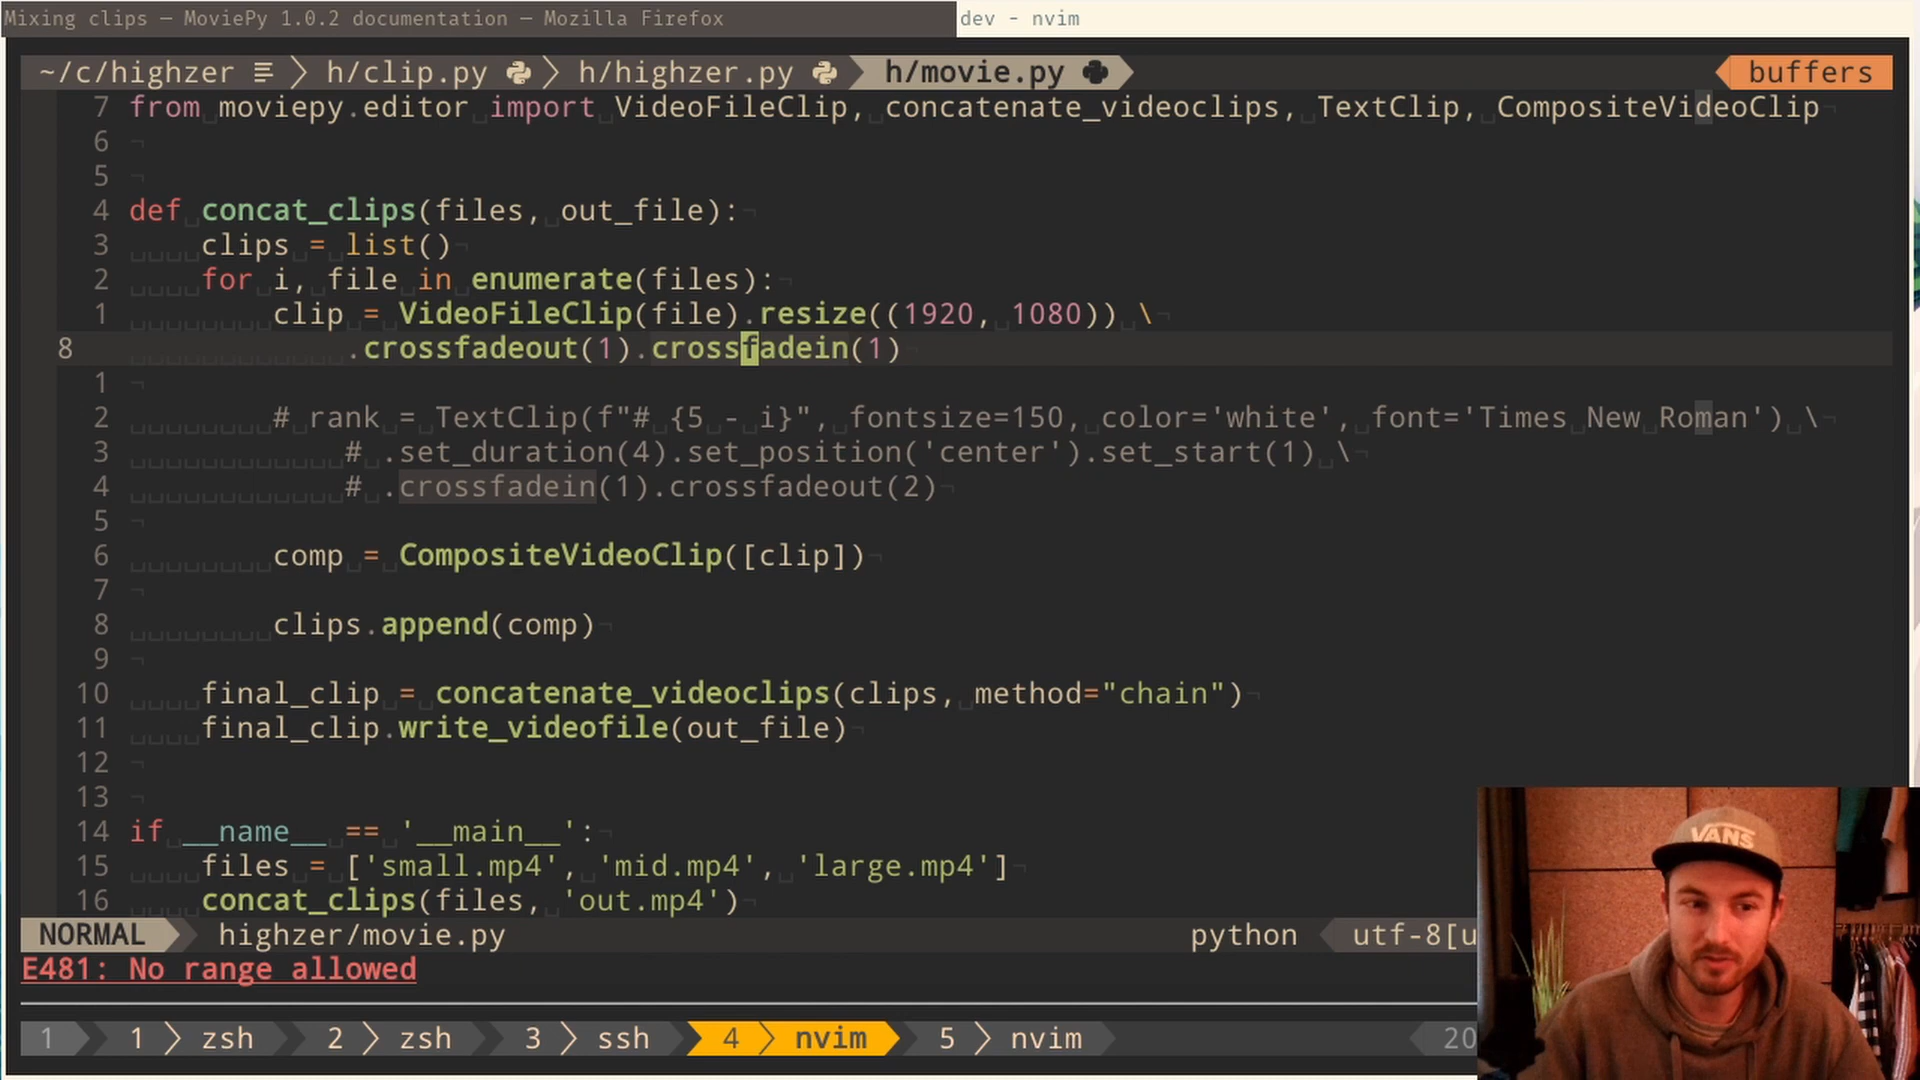 Mixing clips — MoviePy 1.0.2 documentation — Mozilla Firefox
dev - nvim
~/c/highzer h/clip.py h/highzer.py h/movie.py buffers
7 from moviepy.editor import VideoFileClip, concatenate_videoclips, TextClip, CompositeVideoClip
6
5
4 def concat_clips(files, out_file):
3 clips = list()
2 for i, file in enumerate(files):
1 clip = VideoFileClip(file).resize((1920, 1080)) \
8 .crossfadeout(1).crossfadein(1)
1
2 # rank = TextClip(f"# {5 - i}", fontsize=150, color='white', font='Times New Roman') \
3 # .set_duration(4).set_position('center').set_start(1) \
4 # .crossfadein(1).crossfadeout(2)
5
6 comp = CompositeVideoClip([clip])
7
8 clips.append(comp)
9
10 final_clip = concatenate_videoclips(clips, method="chain")
11 final_clip.write_videofile(out_file)
12
13
14 if __name__ == '__main__':
15 files = ['small.mp4', 'mid.mp4', 'large.mp4']
16 concat_clips(files, 'out.mp4')
NORMAL highzer/movie.py python utf-8[u
E481: No range allowed
1 1 zsh 2 zsh 3 ssh 4 nvim 5 nvim 20
VANS